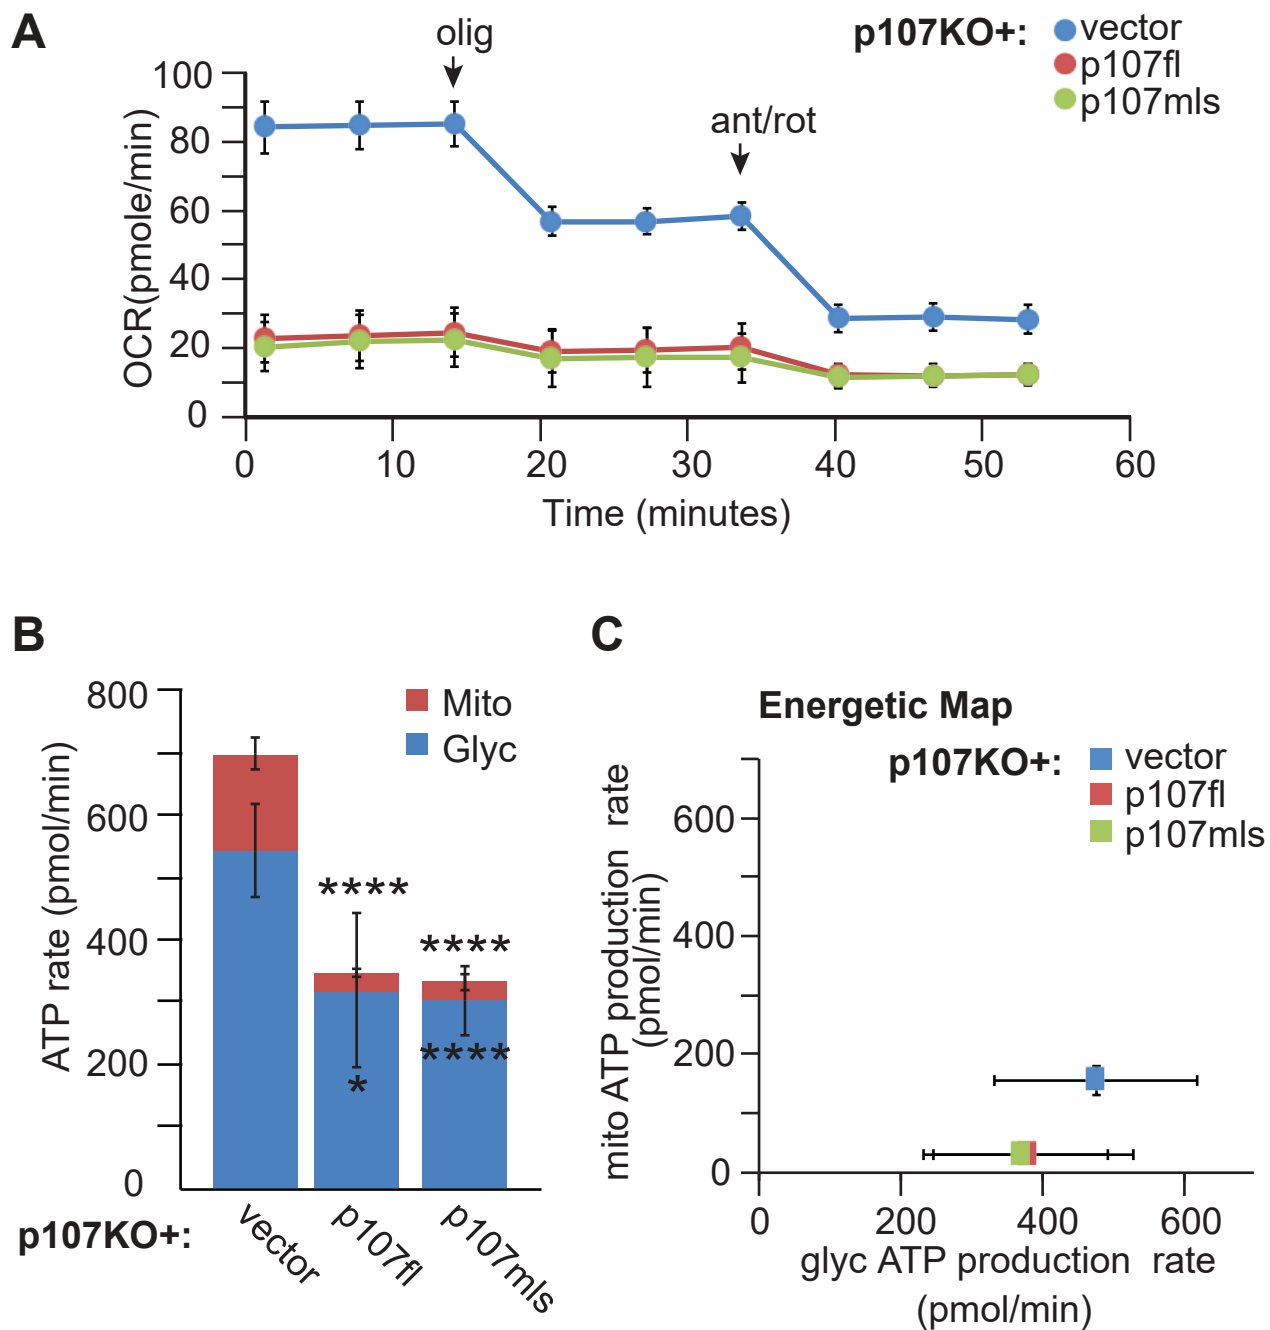 A
olig
p107KO+:
vector
p107fl
p107mls
ant/rot
OCR(pmole/min)
100
80
60
40
20
0
0 10 20 30 40 50 60
Time (minutes)
B
Mito
Glyc
ATP rate (pmol/min)
800
600
400
200
0
****
****
****
*
p107KO+:
vector
p107fl
p107mls
C
Energetic Map
p107KO+:
vector
p107fl
p107mls
mito ATP production rate
(pmol/min)
600
400
200
0
0 200 400 600
glyc ATP production rate
(pmol/min)